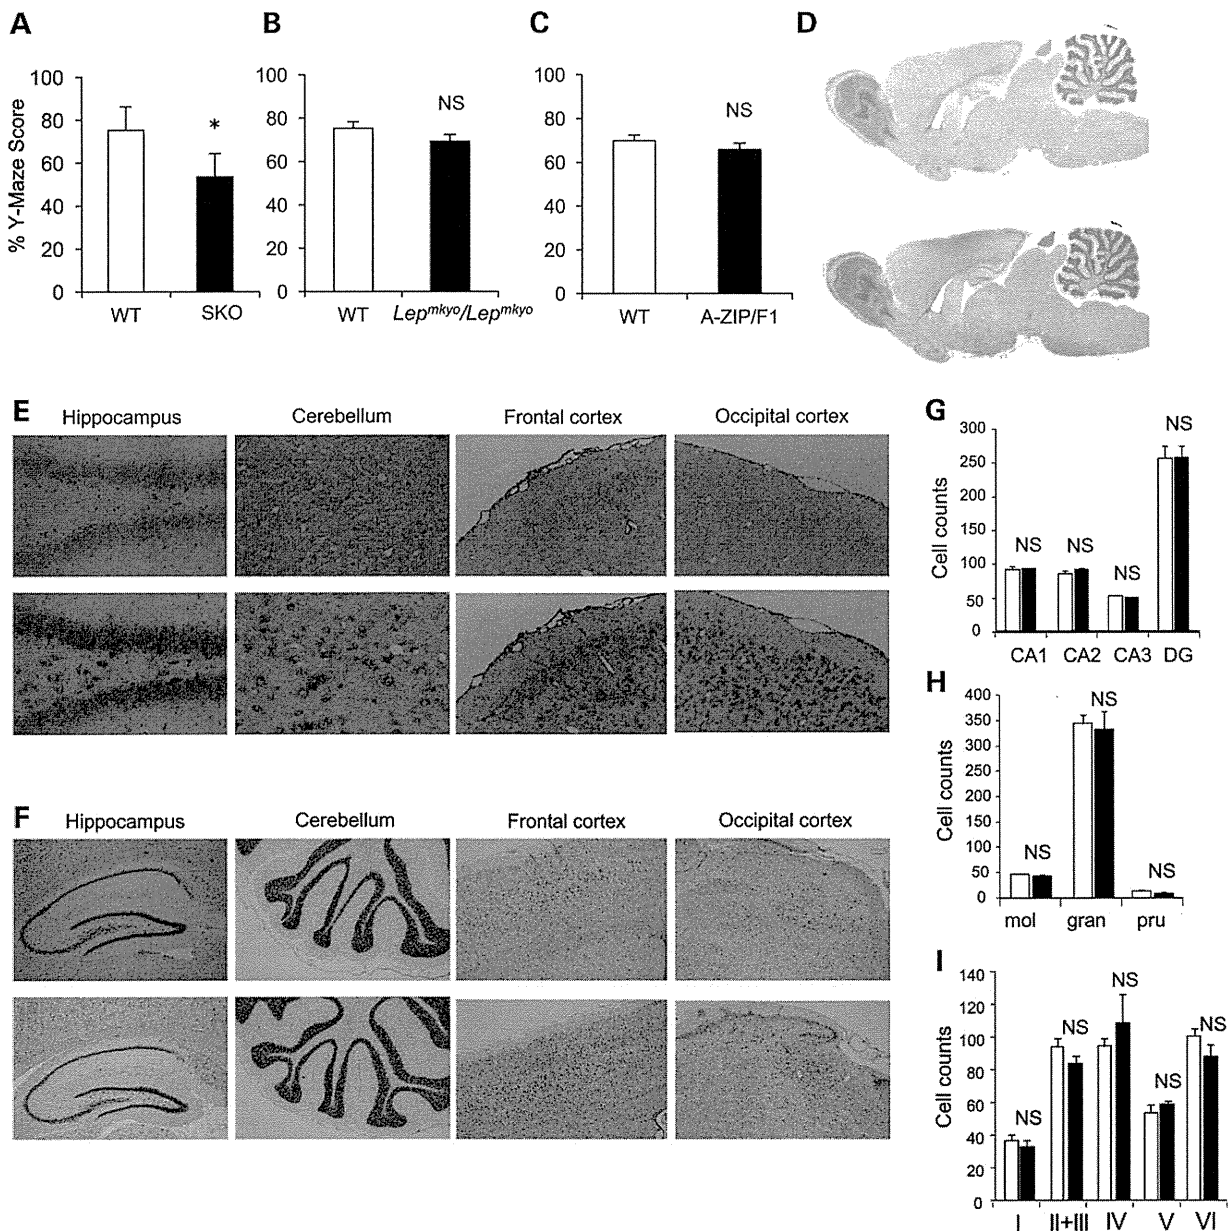 A
B
C
D
% Y-Maze Score
100
80
60
40
20
0
*
WT
SKO
100
80
60
40
20
0
NS
WT
Lep^mkyo/Lep^mkyo
100
80
60
40
20
0
NS
WT
A-ZIP/F1
E
Hippocampus
Cerebellum
Frontal cortex
Occipital cortex
F
Hippocampus
Cerebellum
Frontal cortex
Occipital cortex
G
Cell counts
300
250
200
150
100
50
0
NS
NS
NS
NS
CA1
CA2
CA3
DG
H
Cell counts
400
350
300
250
200
150
100
50
0
NS
NS
NS
mol
gran
pru
I
Cell counts
140
120
100
80
60
40
20
0
NS
NS
NS
NS
NS
I
II+III
IV
V
VI